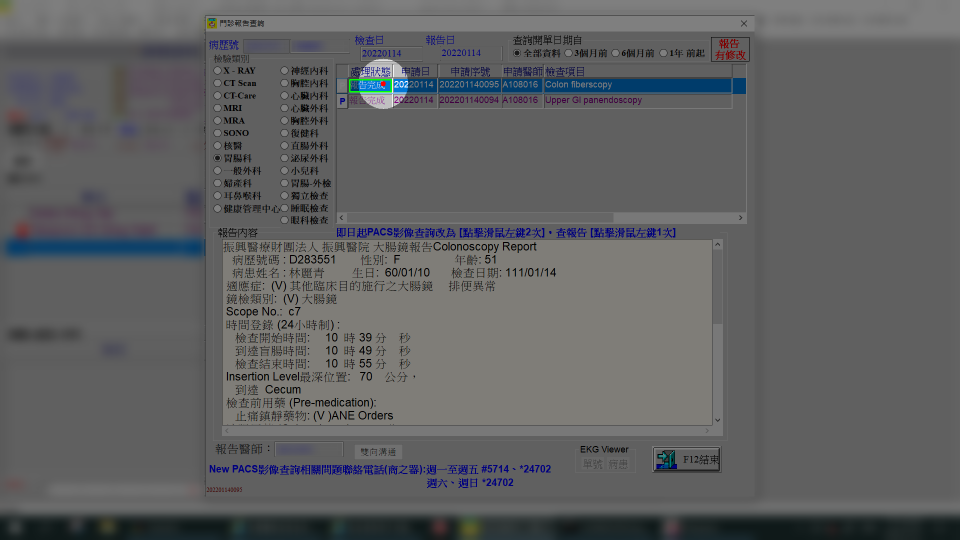 門診報告查詢
病歷號
檢查日 報告日
20220114 20220114
查詢開單日期自
全部資料 3個月前 6個月前 1年 前起
報告
有修改
檢驗類別
X - RAY 神經內科
CT Scan 胸腔內科
CT-Care 心臟內科
MRI 心臟外科
MRA 胸腔外科
SONO 復健科
核醫 直腸外科
胃腸科 泌尿外科
一般外科 小兒科
婦產科 胃腸-外檢
耳鼻喉科 獨立檢查
健康管理中心 睡眠檢查
眼科檢查
處理狀態 申請日 申請序號 申請醫師 檢查項目
報告完成 20220114 202201140095 A108016 Colon fiberscopy
P 報告完成 20220114 202201140094 A108016 Upper GI panendoscopy
報告內容
即日起PACS影像查詢改為 [點擊滑鼠左鍵2次]，查報告 [點擊滑鼠左鍵1次]
振興醫療財團法人 振興醫院 大腸鏡報告Colonoscopy Report
病歷號碼 : D283551 性別: F 年齡: 51
病患姓名 : 林麗青 生日: 60/01/10 檢查日期: 111/01/14
適應症: (V) 其他臨床目的施行之大腸鏡 排便異常
鏡檢類別: (V) 大腸鏡
Scope No.: c7
時間登錄 (24小時制) :
檢查開始時間: 10 時 39 分 秒
到達盲腸時間: 10 時 49 分 秒
檢查結束時間: 10 時 55 分 秒
Insertion Level最深位置: 70 公分，
到達 Cecum
檢查前用藥 (Pre-medication):
止痛鎮靜藥物: (V )ANE Orders
報告醫師：
雙向溝通
EKG Viewer
單號 病患
F12結束
New PACS影像查詢相關問題聯絡電話(商之器):週一至週五 #5714、*24702
週六、週日 *24702
202201140095